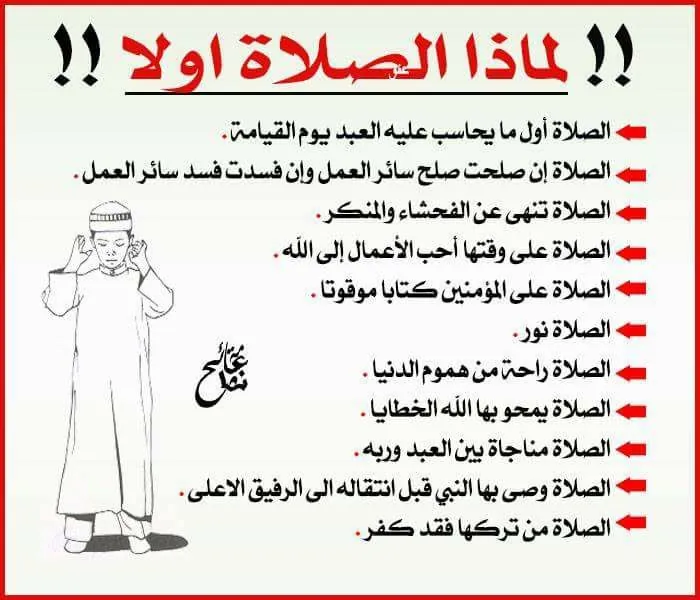 !! لماذا الصلاة اولا !!
الصلاة أول ما يحاسب عليه العبد يوم القيامة.
الصلاة إن صلحت صلح سائر العمل وإن فسدت فسد سائر العمل.
الصلاة تنهى عن الفحشاء والمنكر.
الصلاة على وقتها أحب الأعمال إلى الله.
الصلاة على المؤمنين كتابا موقوتا.
الصلاة نور.
الصلاة راحة من هموم الدنيا.
الصلاة يمحو بها الله الخطايا.
الصلاة مناجاة بين العبد وربه.
الصلاة وصى بها النبي قبل انتقاله الى الرفيق الاعلى.
الصلاة من تركها فقد كفر.